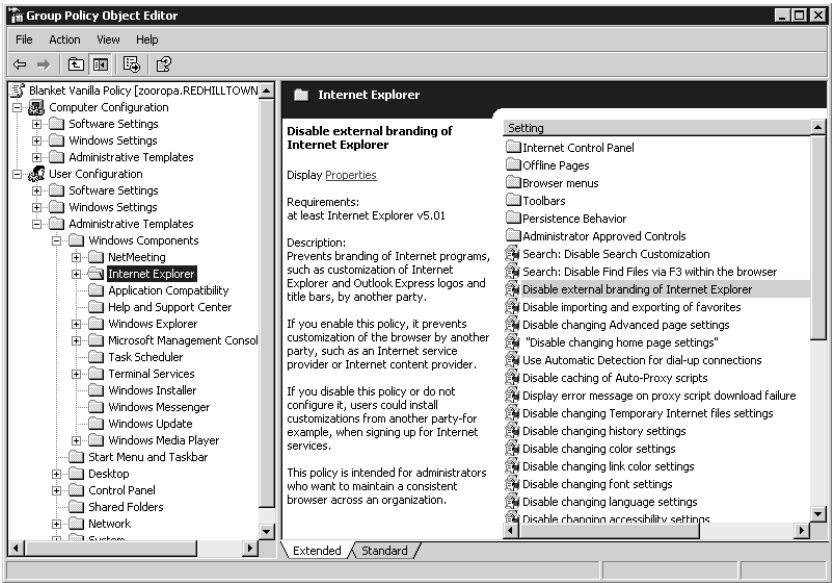 Group Policy Object Editor
File Action View Help
Blanket Vanilla Policy [zooropa.REDHILLTOWN
Computer Configuration
Software Settings
Windows Settings
Administrative Templates
User Configuration
Software Settings
Windows Settings
Administrative Templates
Windows Components
NetMeeting
Internet Explorer
Application Compatibility
Help and Support Center
Windows Explorer
Microsoft Management Consol
Task Scheduler
Terminal Services
Windows Installer
Windows Messenger
Windows Update
Windows Media Player
Start Menu and Taskbar
Desktop
Control Panel
Shared Folders
Network
System
Internet Explorer
Disable external branding of
Internet Explorer
Display Properties
Requirements:
at least Internet Explorer v5.01
Description:
Prevents branding of Internet programs,
such as customization of Internet
Explorer and Outlook Express logos and
title bars, by another party.
If you enable this policy, it prevents
customization of the browser by another
party, such as an Internet service
provider or Internet content provider.
If you disable this policy or do not
configure it, users could install
customizations from another party-for
example, when signing up for Internet
services.
This policy is intended for administrators
who want to maintain a consistent
browser across an organization.
Setting
Internet Control Panel
Offline Pages
Browser menus
Toolbars
Persistence Behavior
Administrator Approved Controls
Search: Disable Search Customization
Search: Disable Find Files via F3 within the browser
Disable external branding of Internet Explorer
Disable importing and exporting of favorites
Disable changing Advanced page settings
"Disable changing home page settings"
Use Automatic Detection for dial-up connections
Disable caching of Auto-Proxy scripts
Display error message on proxy script download failure
Disable changing Temporary Internet files settings
Disable changing history settings
Disable changing color settings
Disable changing link color settings
Disable changing font settings
Disable changing language settings
Disable changing accessibility settings
Extended Standard